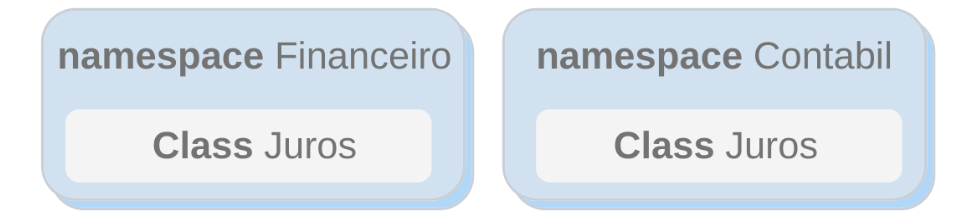 namespace Financeiro
Class Juros
namespace Contabil
Class Juros